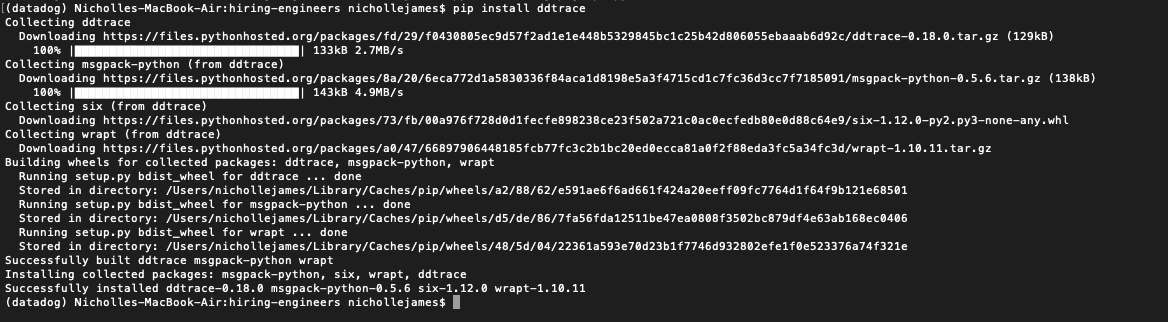 (datadog) Nicholles-MacBook-Air:hiring-engineers nichollejames$ pip install ddtrace
Collecting ddtrace
  Downloading https://files.pythonhosted.org/packages/fd/29/f0430805ec9d57f2ad1e1e448b5329845bc1c25b42d806055ebaaab6d92c/ddtrace-0.18.0.tar.gz (129kB)
    100% |████████████████████████████████| 133kB 2.7MB/s
Collecting msgpack-python (from ddtrace)
  Downloading https://files.pythonhosted.org/packages/8a/20/6eca772d1a5830336f84aca1d8198e5a3f4715cd1c7fc36d3cc7f7185091/msgpack-python-0.5.6.tar.gz (138kB)
    100% |████████████████████████████████| 143kB 4.9MB/s
Collecting six (from ddtrace)
  Downloading https://files.pythonhosted.org/packages/73/fb/00a976f728d0d1fecfe898238ce23f502a721c0ac0ecfedb80e0d88c64e9/six-1.12.0-py2.py3-none-any.whl
Collecting wrapt (from ddtrace)
  Downloading https://files.pythonhosted.org/packages/a0/47/66897906448185fcb77fc3c2b1bc20ed0ecca81a0f2f88eda3fc5a34fc3d/wrapt-1.10.11.tar.gz
Building wheels for collected packages: ddtrace, msgpack-python, wrapt
  Running setup.py bdist_wheel for ddtrace ... done
  Stored in directory: /Users/nichollejames/Library/Caches/pip/wheels/a2/88/62/e591ae6f6ad661f424a20eeff09fc7764d1f64f9b121e68501
  Running setup.py bdist_wheel for msgpack-python ... done
  Stored in directory: /Users/nichollejames/Library/Caches/pip/wheels/d5/de/86/7fa56fda12511be47ea0808f3502bc879df4e63ab168ec0406
  Running setup.py bdist_wheel for wrapt ... done
  Stored in directory: /Users/nichollejames/Library/Caches/pip/wheels/48/5d/04/22361a593e70d23b1f7746d932802efe1f0e523376a74f321e
Successfully built ddtrace msgpack-python wrapt
Installing collected packages: msgpack-python, six, wrapt, ddtrace
Successfully installed ddtrace-0.18.0 msgpack-python-0.5.6 six-1.12.0 wrapt-1.10.11
(datadog) Nicholles-MacBook-Air:hiring-engineers nichollejames$